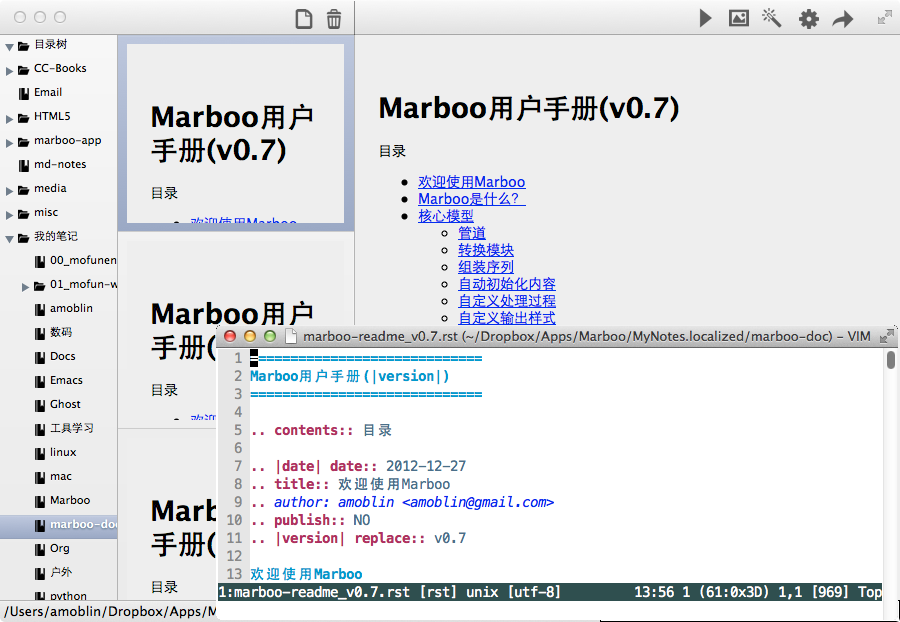 目录树
CC-Books
Email
HTML5
marboo-app
md-notes
media
misc
我的笔记
00_mofunen
01_mofun-w
amoblin
数码
Docs
Emacs
Ghost
工具学习
linux
mac
Marboo
marboo-doc
Org
户外
python
/Users/amoblin/Dropbox/Apps/M
Marboo用户
手册(v0.7)
目录
欢迎使用Marboo
Marboo用户
手册(
目录
欢迎
Marb
手册(
目录
Marboo用户手册(v0.7)
目录
欢迎使用Marboo
Marboo是什么?
核心模型
管道
转换模块
组装序列
自动初始化内容
自定义处理过程
自定义输出样式
marboo-readme_v0.7.rst (~/Dropbox/Apps/Marboo/MyNotes.localized/marboo-doc) – VIM
1 =============================
2 Marboo用户手册(|version|)
3 =============================
4
5 .. contents:: 目录
6
7 .. |date| date:: 2012-12-27
8 .. title:: 欢迎使用Marboo
9 .. author: amoblin <amoblin@gmail.com>
10 .. publish:: NO
11 .. |version| replace:: v0.7
12
13 欢迎使用Marboo
1:marboo-readme_v0.7.rst [rst] unix [utf-8] 13:56 1 (61:0x3D) 1,1 [969] Top